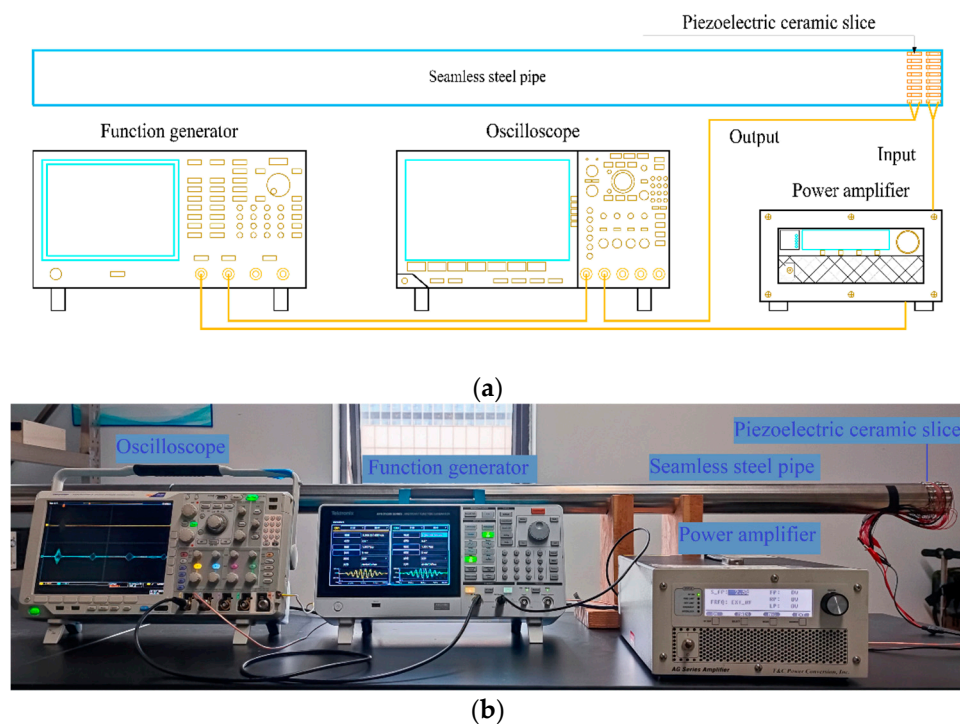 Piezoelectric ceramic slice
Seamless steel pipe
Function generator
Oscilloscope
Output
Input
Power amplifier
(a)
Oscilloscope
Function generator
Piezoelectric ceramic slice
Seamless steel pipe
Power amplifier
Tektronix
AG Series Amplifier
T&C Power Conversion, Inc.
(b)